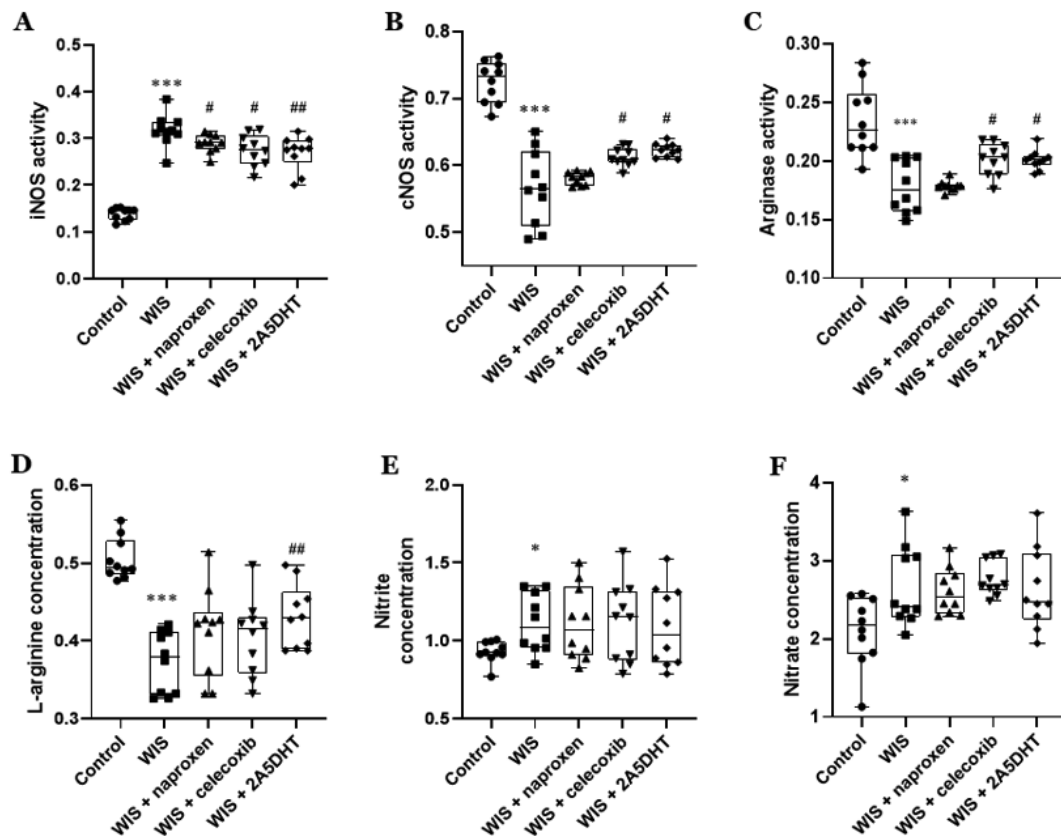 A
iNOS activity
0.5
0.4
0.3
0.2
0.1
0.0
***
#
#
##
Control
WIS
WIS + naproxen
WIS + celecoxib
WIS + 2A5DHT
B
cNOS activity
0.8
0.7
0.6
0.5
***
#
#
Control
WIS
WIS + naproxen
WIS + celecoxib
WIS + 2A5DHT
C
Arginase activity
0.30
0.25
0.20
0.15
0.10
***
#
#
Control
WIS
WIS + naproxen
WIS + celecoxib
WIS + 2A5DHT
D
L-arginine concentration
0.6
0.5
0.4
0.3
***
##
Control
WIS
WIS + naproxen
WIS + celecoxib
WIS + 2A5DHT
E
Nitrite
concentration
2.0
1.5
1.0
0.5
*
Control
WIS
WIS + naproxen
WIS + celecoxib
WIS + 2A5DHT
F
Nitrate concentration
4
3
2
1
*
Control
WIS
WIS + naproxen
WIS + celecoxib
WIS + 2A5DHT